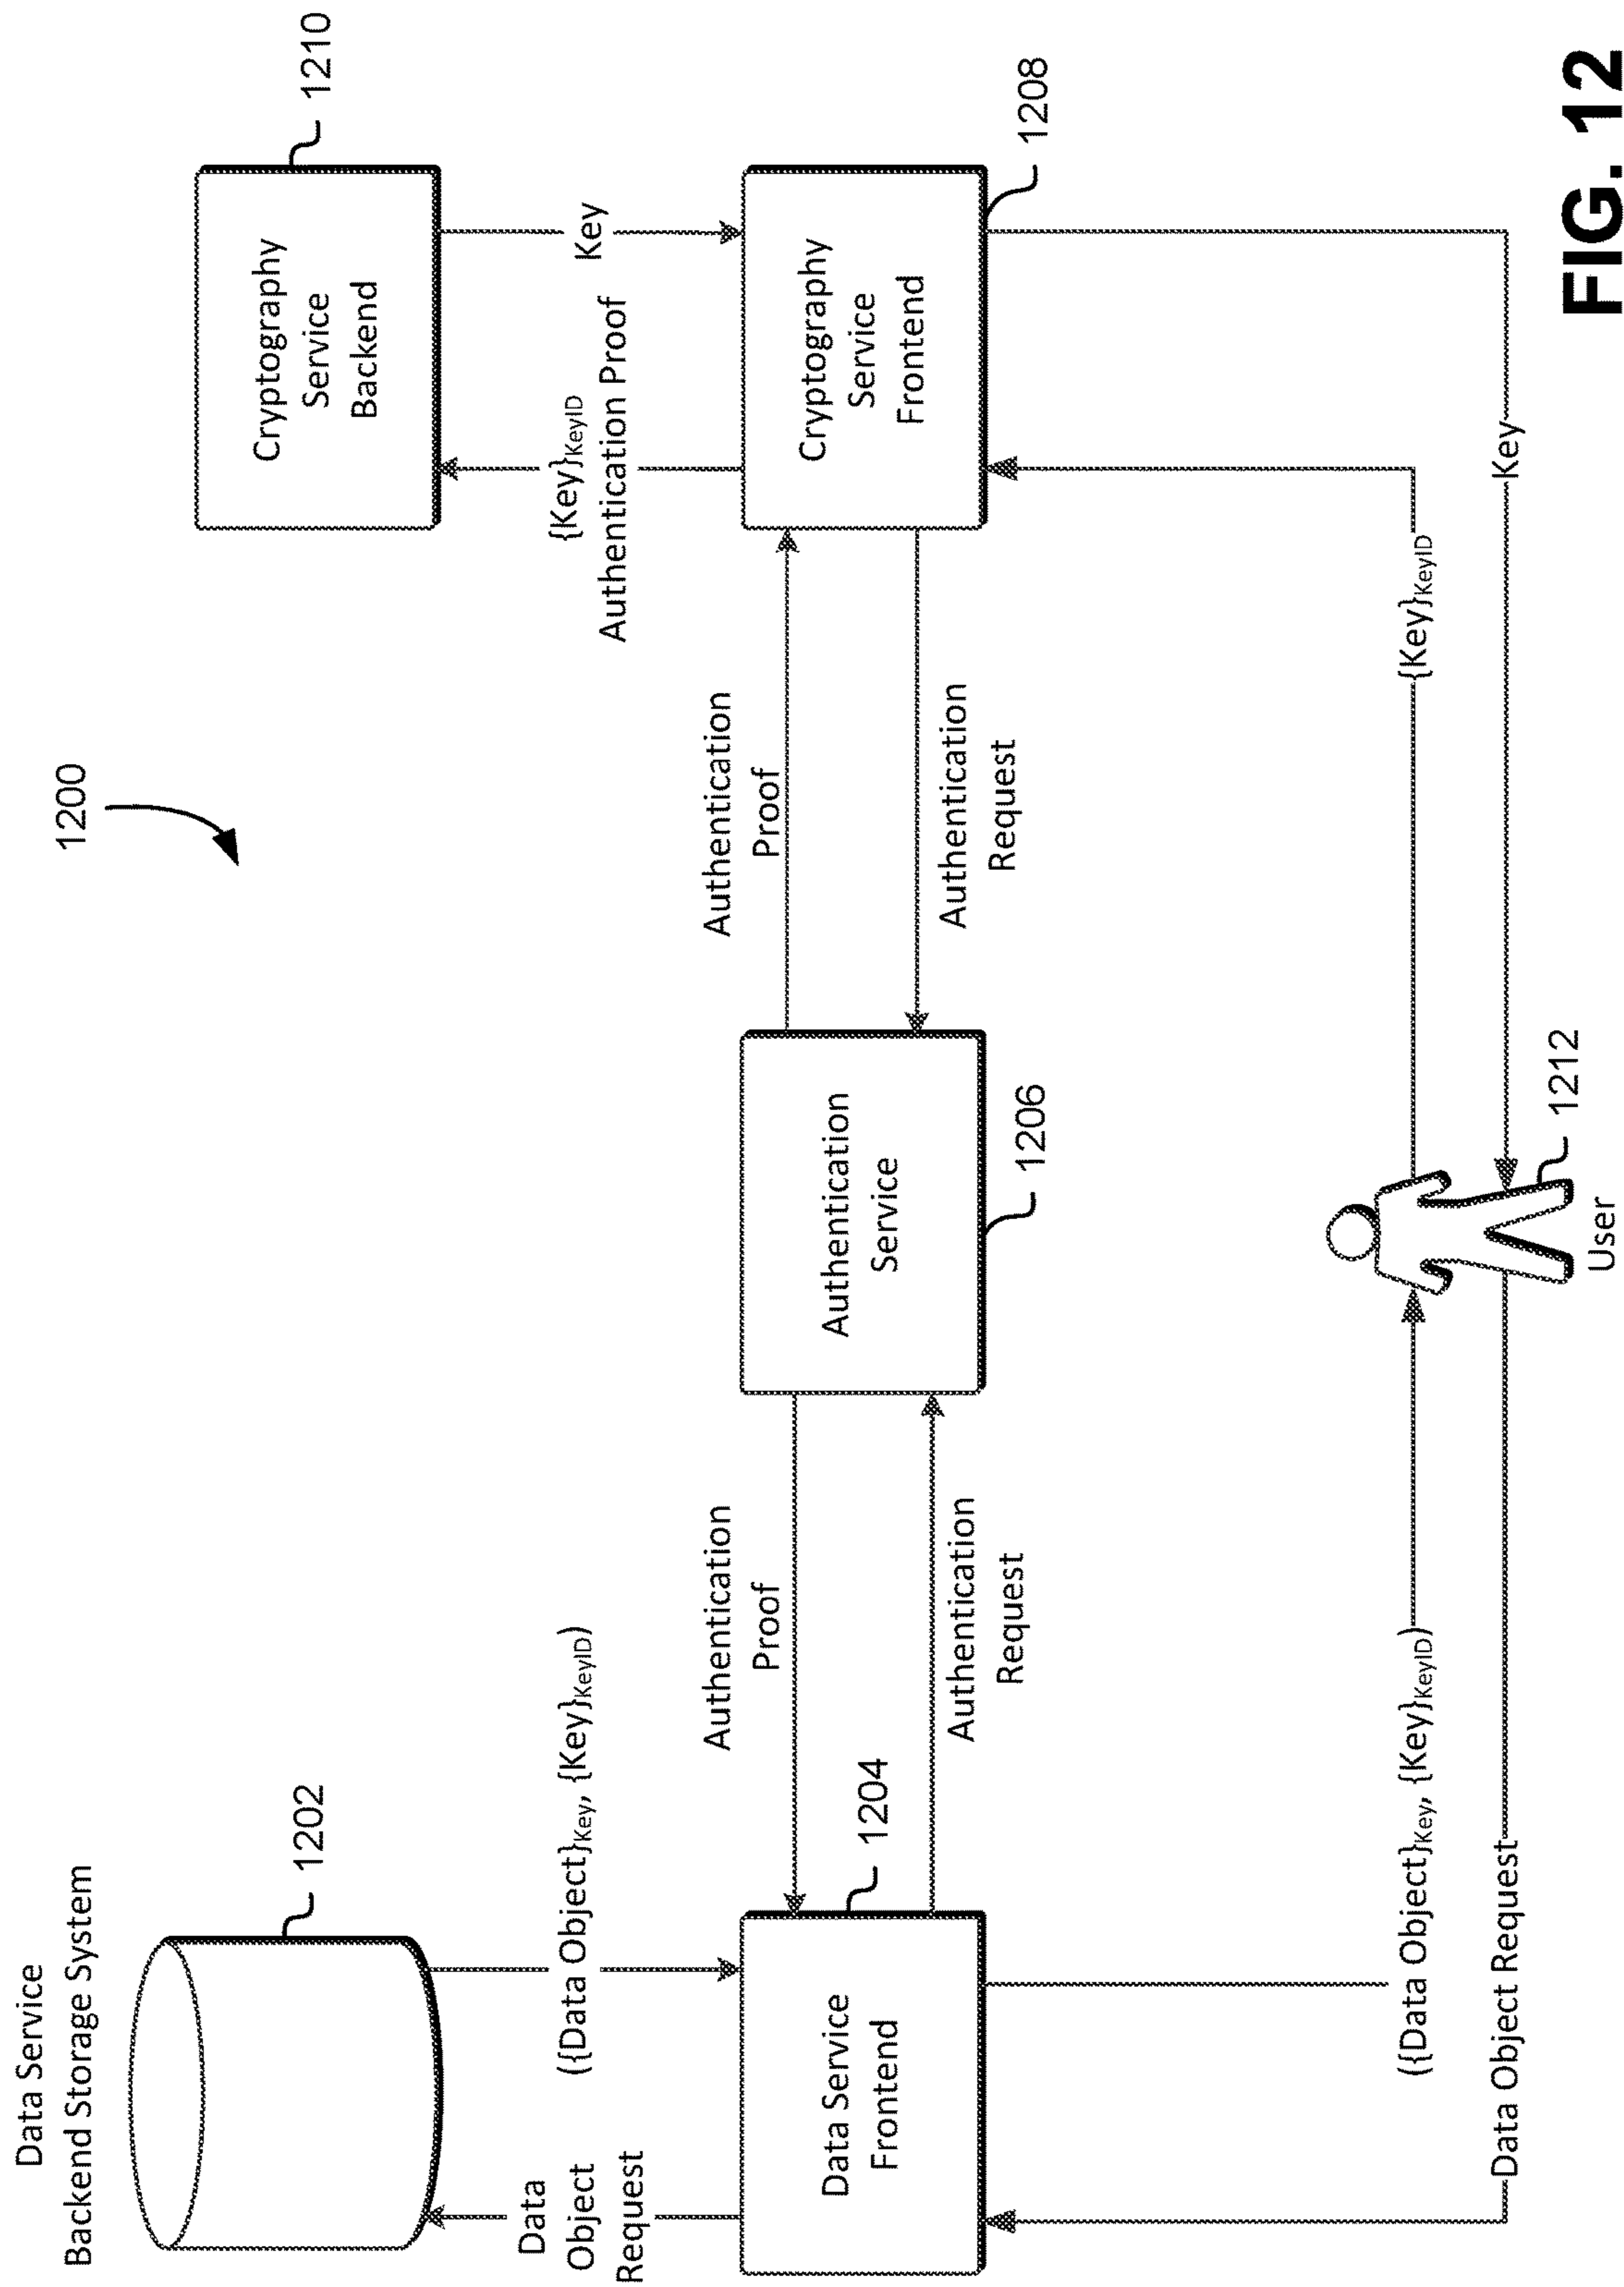 1200
Data Service
Backend Storage System
1202
1210
Cryptography
Service
Backend
Data
Object
Request
({Data Object}Key, {Key}KeyID)
{Key}KeyID
Authentication Proof
Key
Data Service
Frontend
1204
Authentication
Proof
Authentication
Request
Authentication
Service
1206
Authentication
Proof
Authentication
Request
Cryptography
Service
Frontend
1208
({Data Object}Key, {Key}KeyID)
{Key}KeyID
Data Object Request
Key
1212
User
FIG. 12